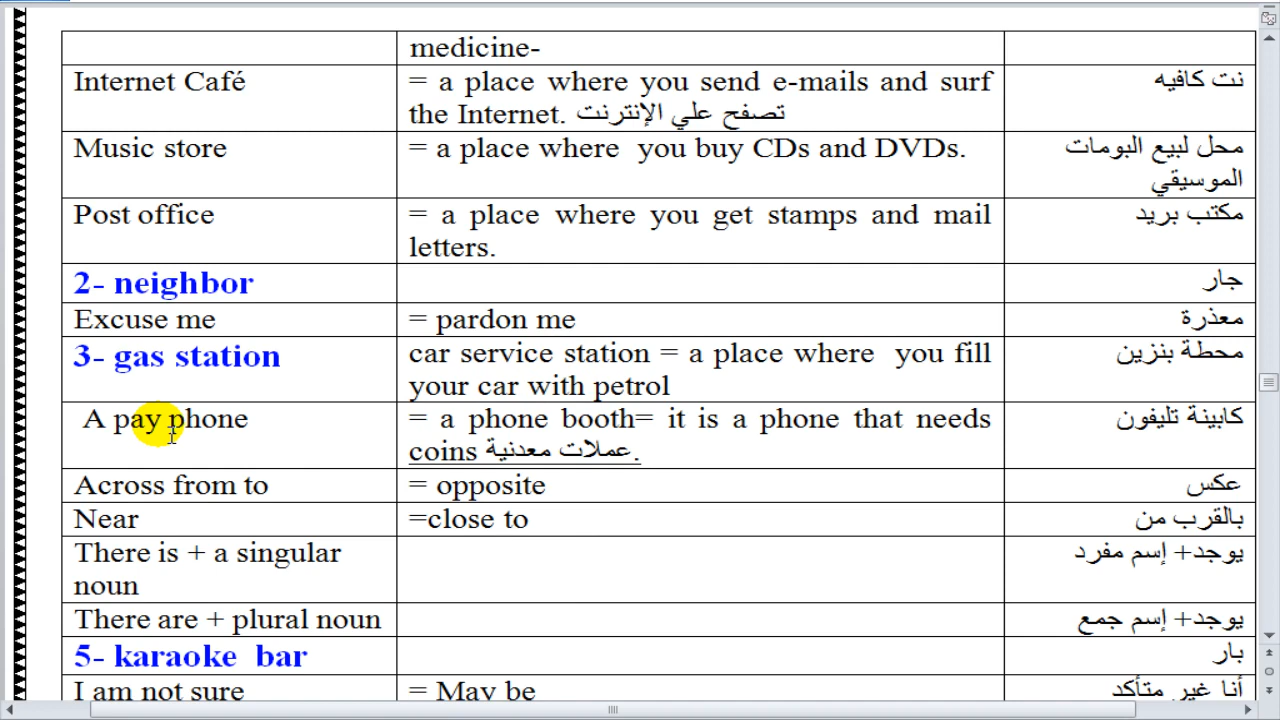 medicine-
Internet Café = a place where you send e-mails and surf نت كافيه
the Internet. تصفح علي الإنترنت
Music store = a place where you buy CDs and DVDs. محل لبيع البومات
الموسيقي
Post office = a place where you get stamps and mail مكتب بريد
letters.
2- neighbor جار
Excuse me = pardon me معذرة
3- gas station car service station = a place where you fill محطة بنزين
your car with petrol
A pay phone = a phone booth= it is a phone that needs كابينة تليفون
coins عملات معدنية.
Across from to = opposite عكس
Near =close to بالقرب من
There is + a singular يوجد+ إسم مفرد
noun
There are + plural noun يوجد+ إسم جمع
5- karaoke bar بار
I am not sure = May be أنا غير متأكد